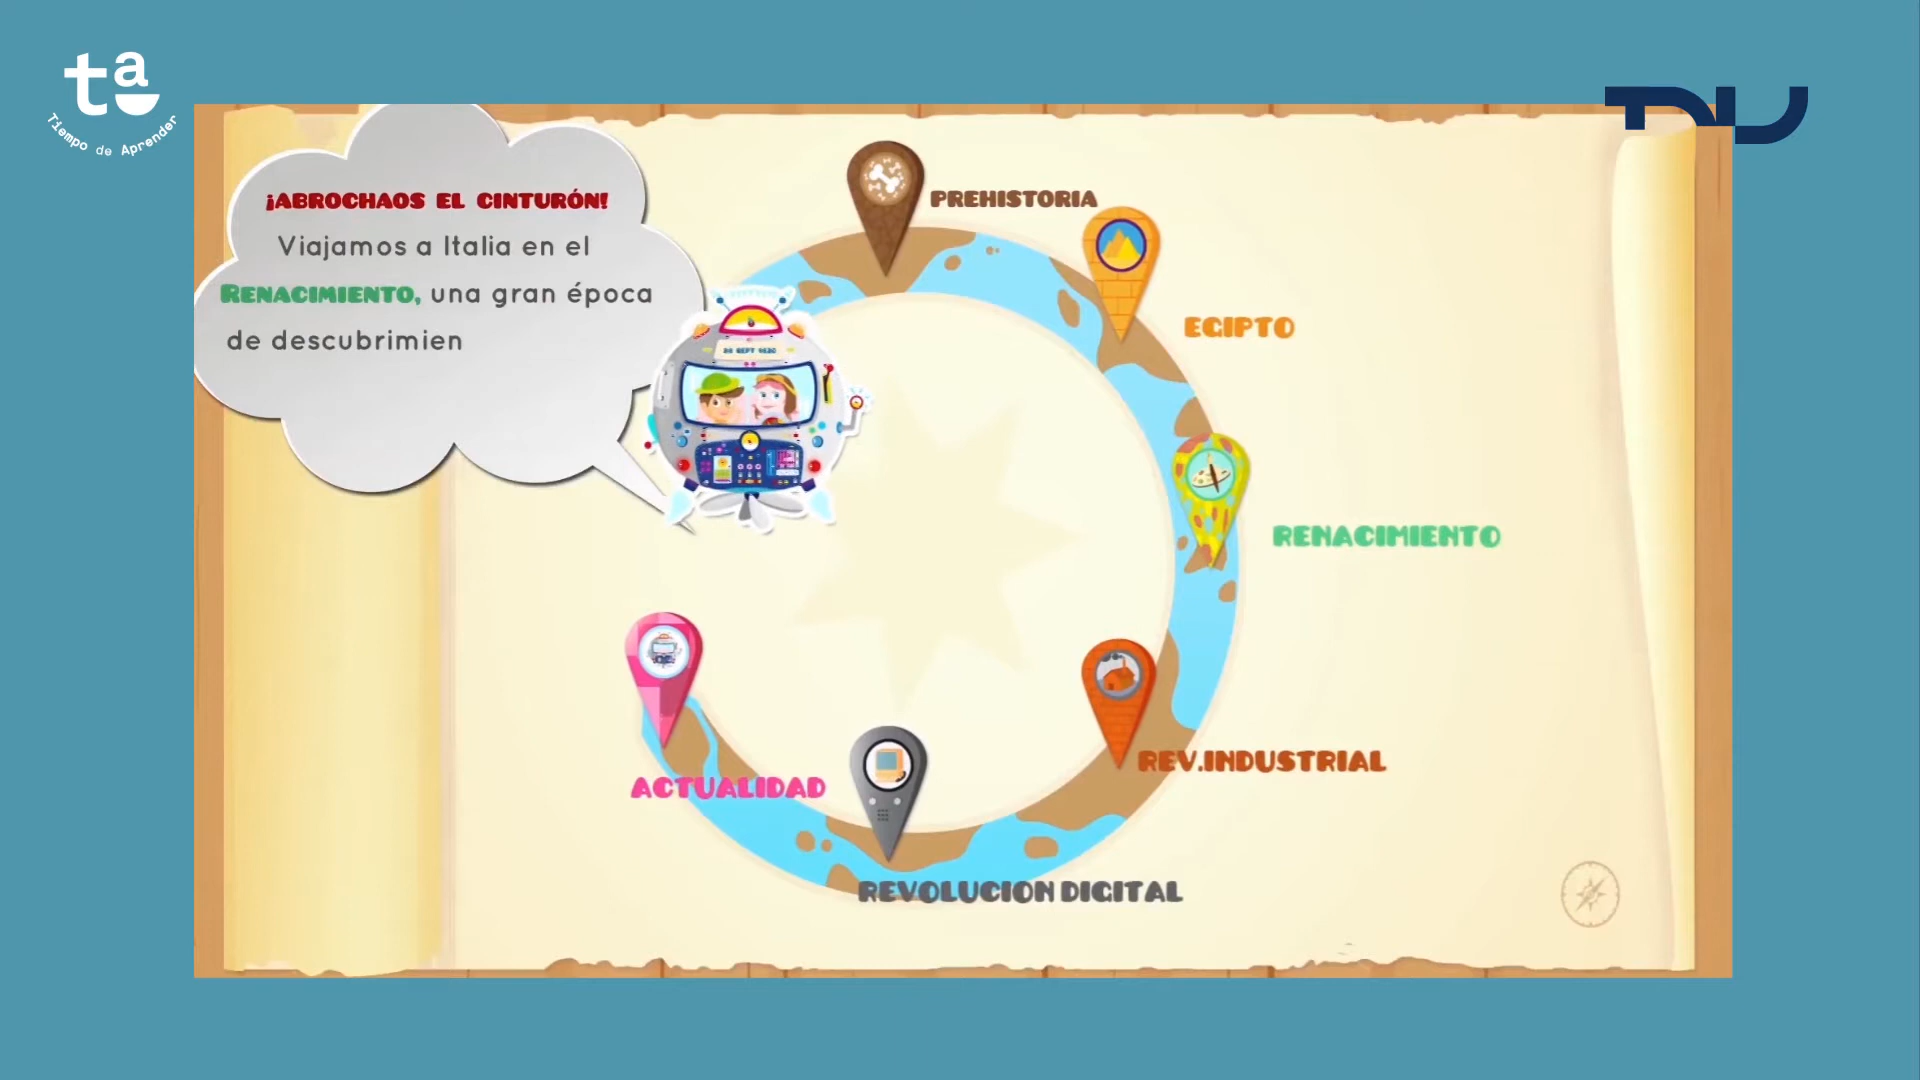 ta
Tiempo de Aprender
¡ABROCHAOS EL CINTURÓN!
Viajamos a Italia en el
RENACIMIENTO, una gran época
de descubrimien
PREHISTORIA
EGIPTO
RENACIMIENTO
REV.INDUSTRIAL
REVOLUCION DIGITAL
ACTUALIDAD